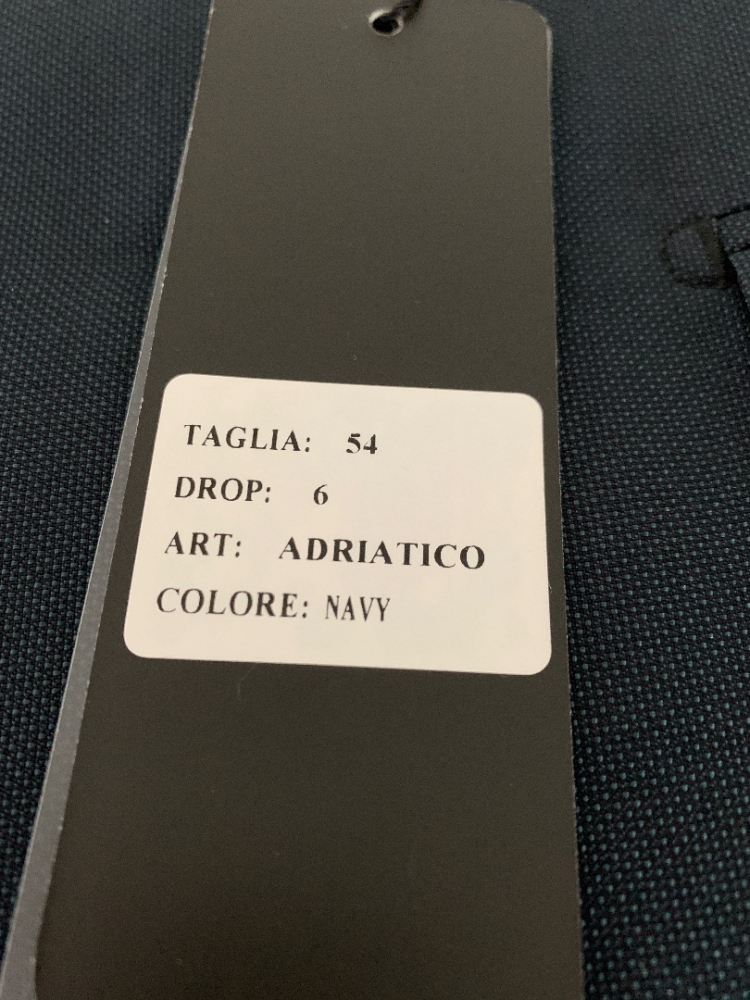 TAGLIA: 54
DROP: 6
ART: ADRIATICO
COLORE: NAVY